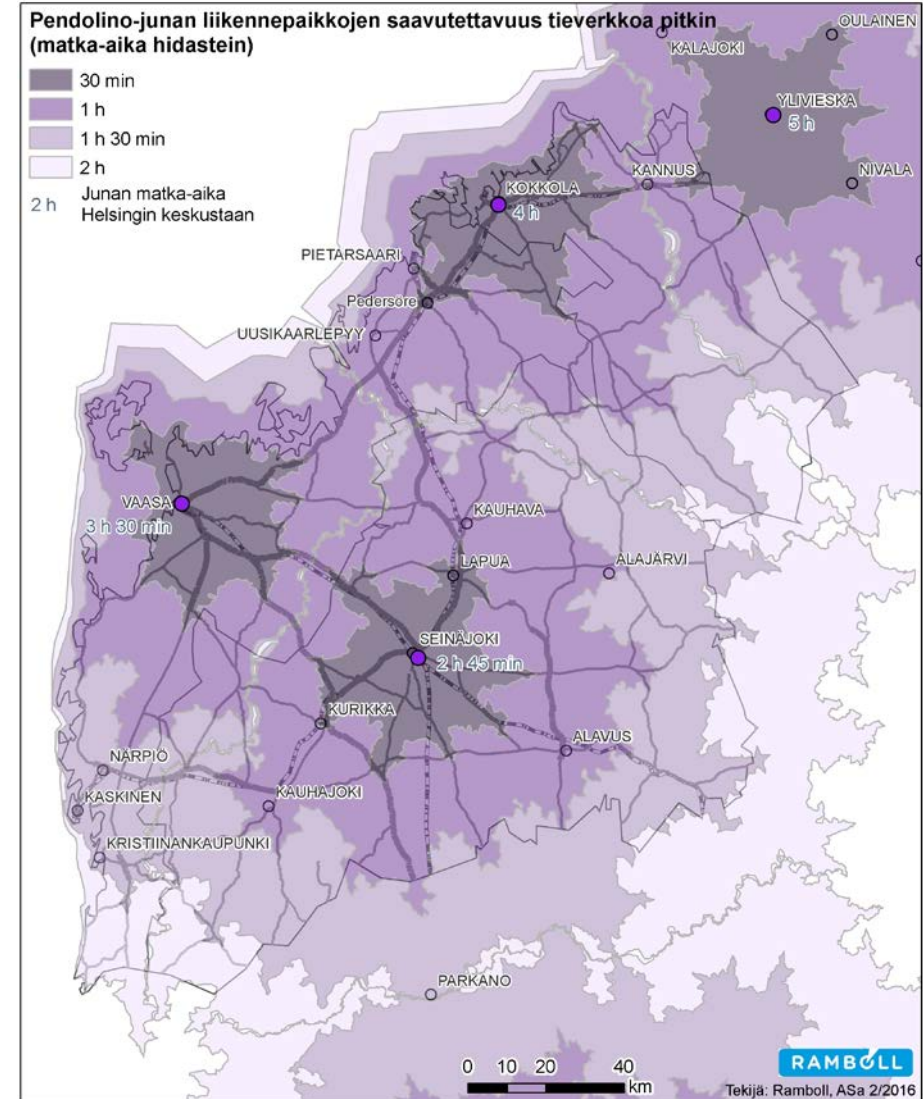 Pendolino-junan liikennepaikkojen saavutettavuus tieverkkoa pitkin
(matka-aika hidastein)
30 min
1 h
1 h 30 min
2 h
2 h Junan matka-aika
Helsingin keskustaan
OULAINEN
KALAJOKI
YLIVIESKA
5 h
NIVALA
KANNUS
KOKKOLA
4 h
PIETARSAARI
Pedersöre
UUSIKAARLEPYY
VAASA
3 h 30 min
KAUHAVA
LAPUA
ALAJÄRVI
SEINÄJOKI
2 h 45 min
KURIKKA
ALAVUS
NÄRPIÖ
KASKINEN
KAUHAJOKI
KRISTIINANKAUPUNKI
PARKANO
0 10 20 40
km
RAMBOLL
Tekijä: Ramboll, ASa 2/2016